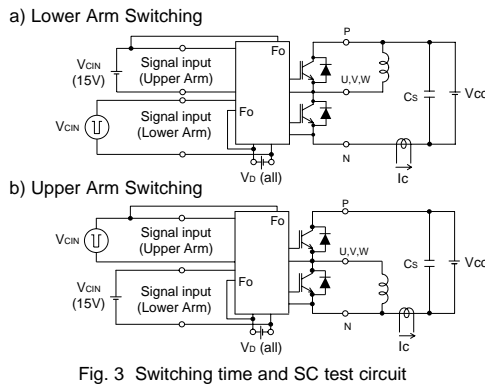 a) Lower Arm Switching
P
Fo
VCIN
(15V)
Signal input
(Upper Arm)
U,V,W
CS
Vcc
Fo
VCIN
Signal input
(Lower Arm)
N
Ic
VD (all)
b) Upper Arm Switching
P
Fo
VCIN
Signal input
(Upper Arm)
U,V,W
CS
Vcc
Fo
VCIN
(15V)
Signal input
(Lower Arm)
N
Ic
VD (all)
Fig. 3 Switching time and SC test circuit